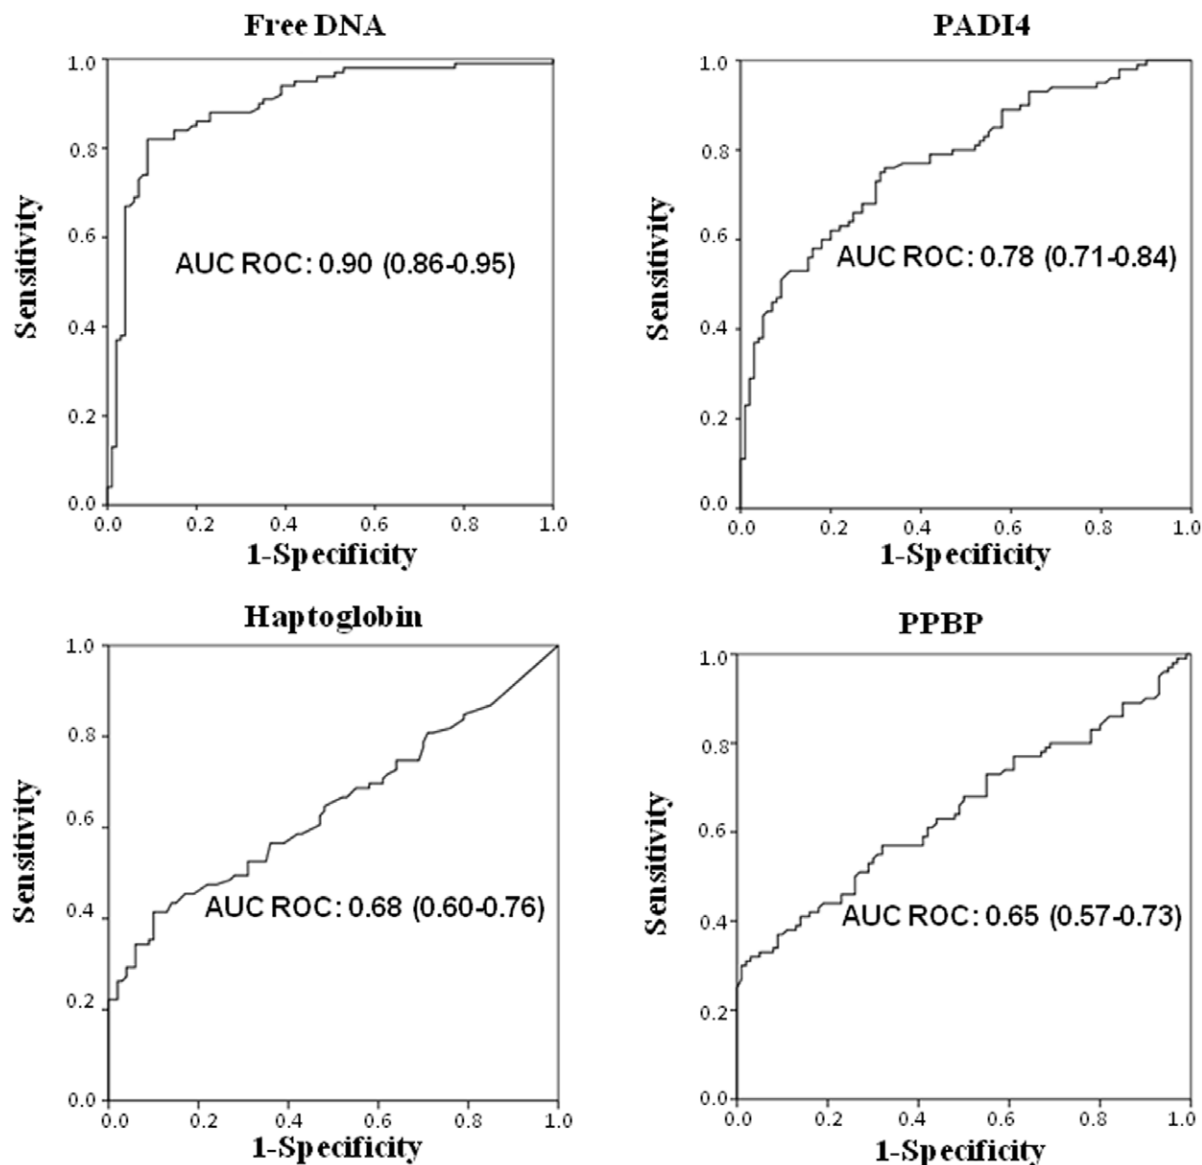 Free DNA
1.0
0.8
0.6
0.4
0.2
0.0
Sensitivity
AUC ROC: 0.90 (0.86-0.95)
0.0 0.2 0.4 0.6 0.8 1.0
1-Specificity
PADI4
1.0
0.8
0.6
0.4
0.2
0.0
Sensitivity
AUC ROC: 0.78 (0.71-0.84)
0.0 0.2 0.4 0.6 0.8 1.0
1-Specificity
Haptoglobin
1.0
0.8
0.6
0.4
0.2
0.0
Sensitivity
AUC ROC: 0.68 (0.60-0.76)
0.0 0.2 0.4 0.6 0.8 1.0
1-Specificity
PPBP
1.0
0.8
0.6
0.4
0.2
0.0
Sensitivity
AUC ROC: 0.65 (0.57-0.73)
0.0 0.2 0.4 0.6 0.8 1.0
1-Specificity